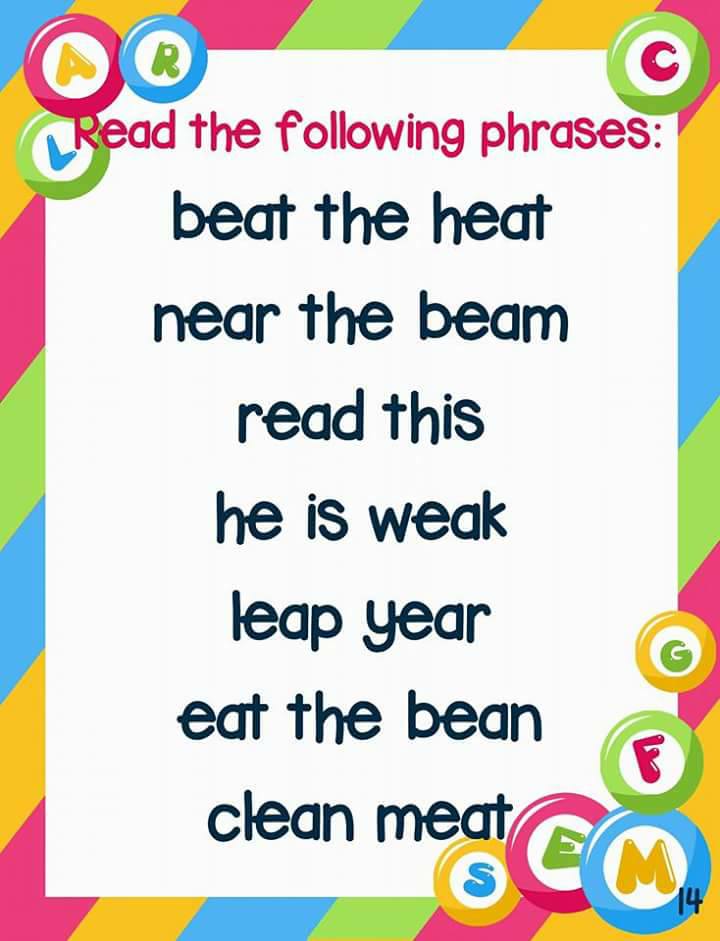 A R C
L
Read the following phrases:
beat the heat
near the beam
read this
he is weak
leap year
eat the bean
clean meat
G
F
S E M
14